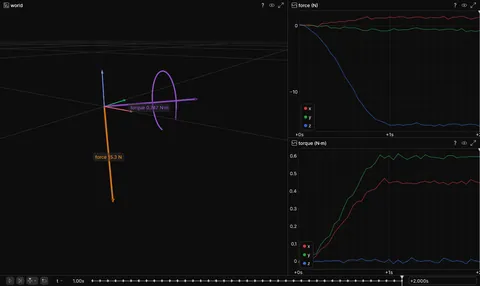 world
torque 0.742 N·m
force 15.3 N
force (N)
0
-10
x
y
z
+0s
+1s
torque (N·m)
0.6
0.5
0.4
0.3
0.2
0.1
0
x
y
z
+0s
+1s
1.00s
+2.000s